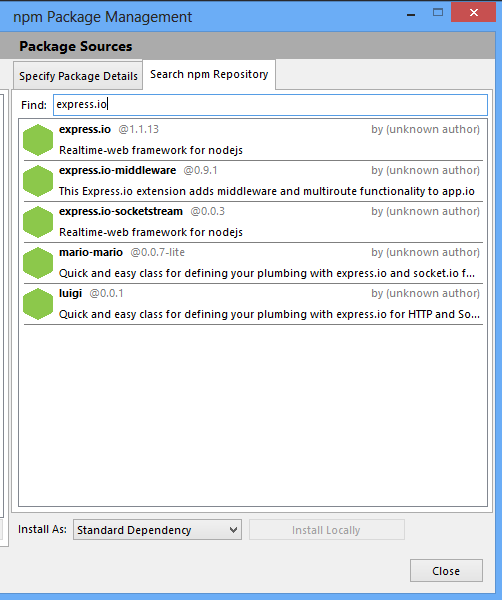 npm Package Management
Package Sources
Specify Package Details Search npm Repository
Find: express.io
express.io @1.1.13 by (unknown author)
Realtime-web framework for nodejs
express.io-middleware @0.9.1 by (unknown author)
This Express.io extension adds middleware and multiroute functionality to app.io
express.io-socketstream @0.0.3 by (unknown author)
Realtime-web framework for nodejs
mario-mario @0.0.7-lite by (unknown author)
Quick and easy class for defining your plumbing with express.io and socket.io f...
luigi @0.0.1 by (unknown author)
Quick and easy class for defining your plumbing with express.io for HTTP and So...
Install As: Standard Dependency Install Locally
Close